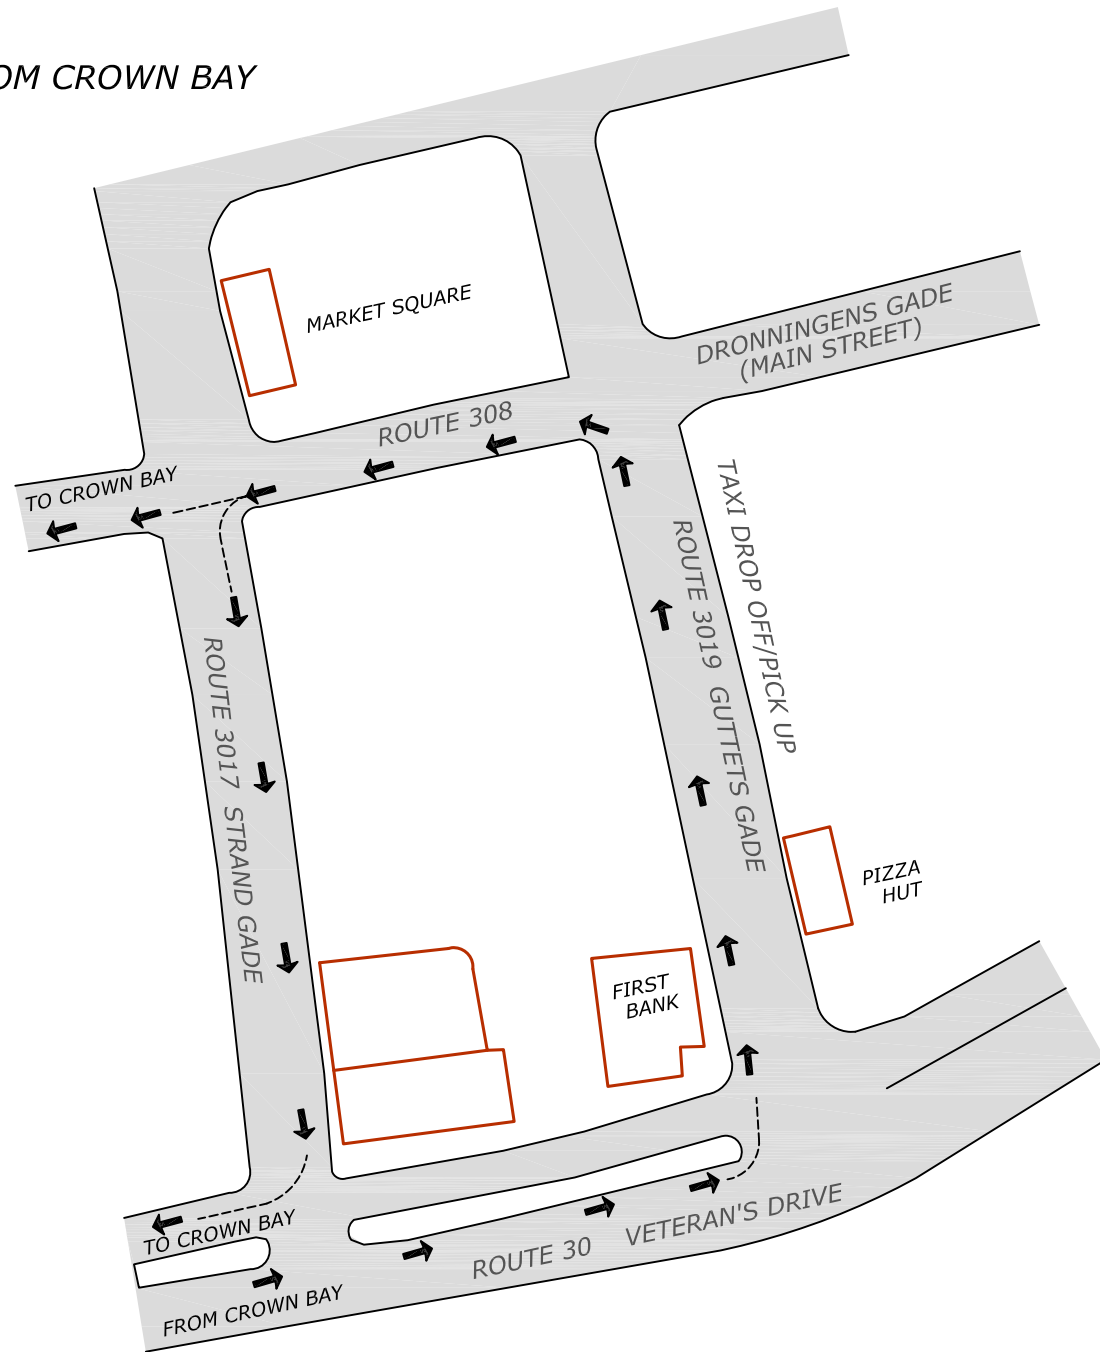 OM CROWN BAY
MARKET SQUARE
DRONNINGENS GADE
(MAIN STREET)
ROUTE 308
TO CROWN BAY
TAXI DROP OFF/PICK UP
ROUTE 3019 GUTTETS GADE
ROUTE 3017 STRAND GADE
PIZZA
HUT
FIRST
BANK
TO CROWN BAY
ROUTE 30 VETERAN'S DRIVE
FROM CROWN BAY